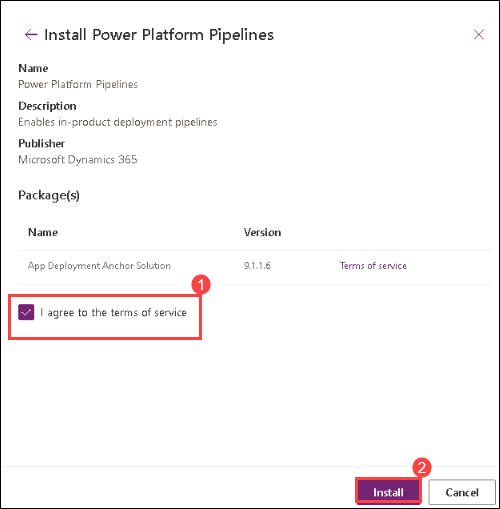 Install Power Platform Pipelines
Name
Power Platform Pipelines
Description
Enables in-product deployment pipelines
Publisher
Microsoft Dynamics 365
Package(s)
Name Version
App Deployment Anchor Solution 9.1.1.6 Terms of service
1
I agree to the terms of service
2
Install Cancel